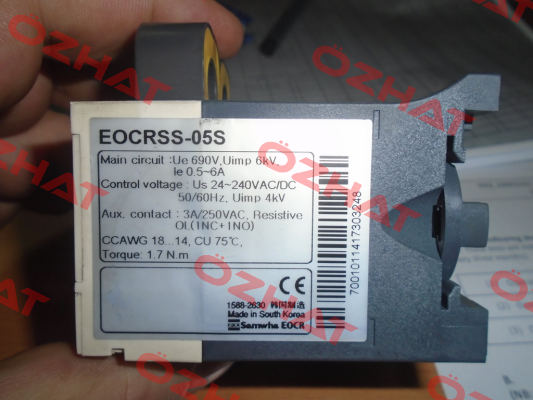 EOCRSS-05S
Main circuit : Ue 690V, Uimp 6kV,
Ie 0.5~6A
Control voltage : Us 24~240VAC/DC
50/60Hz, Uimp 4kV
Aux. contact : 3A/250VAC, Resistive
OL(1NC+1NO)
CCAWG 18...14, CU 75℃,
Torque: 1.7 N.m
CE
1588-2630 韩国制造
Made in South Korea
Samwha EOCR
7001011417303248
OZHAT
OZHAT
OZHAT
OZHAT
OZHAT
OZHAT